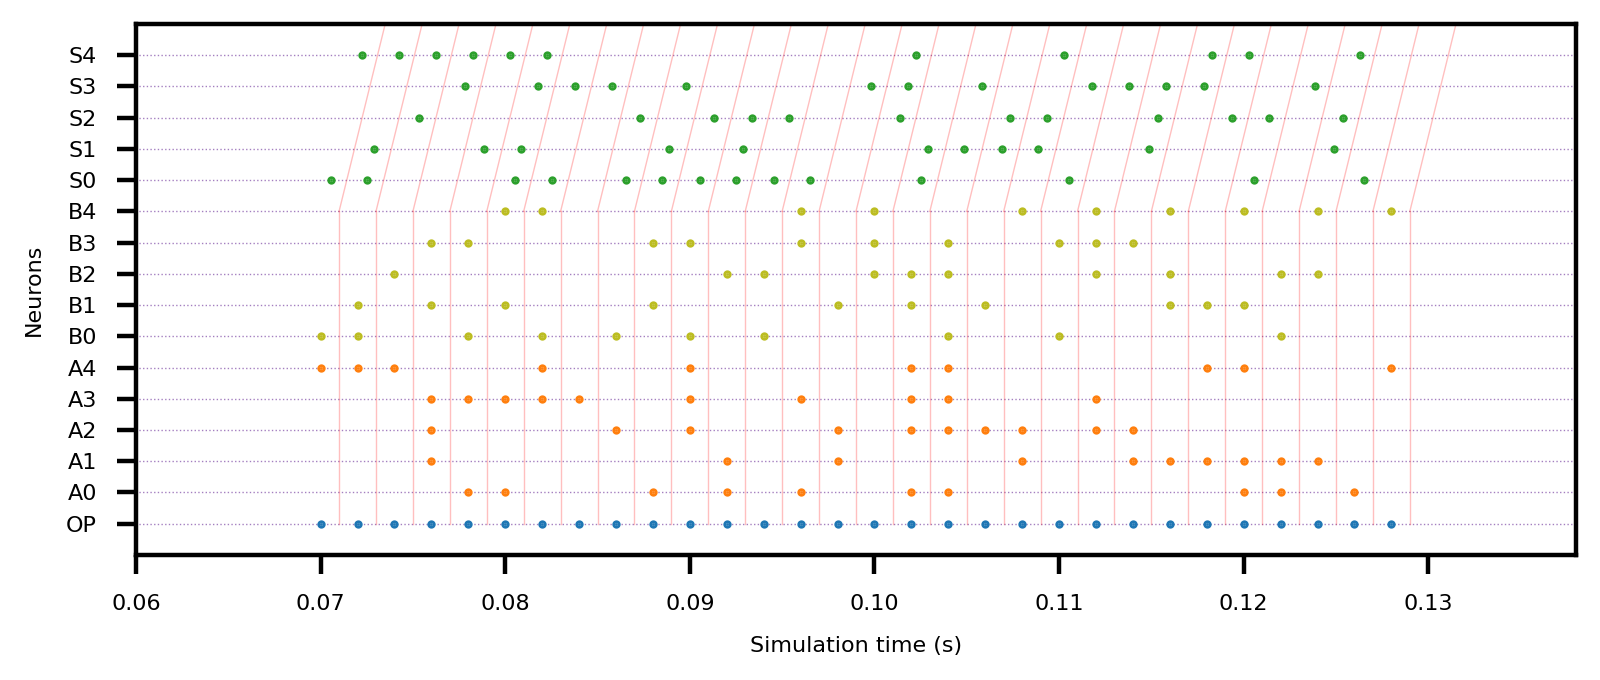 S4
S3
S2
S1
S0
B4
B3
B2
B1
B0
A4
A3
A2
A1
A0
OP
Neurons
0.06 0.07 0.08 0.09 0.10 0.11 0.12 0.13
Simulation time (s)